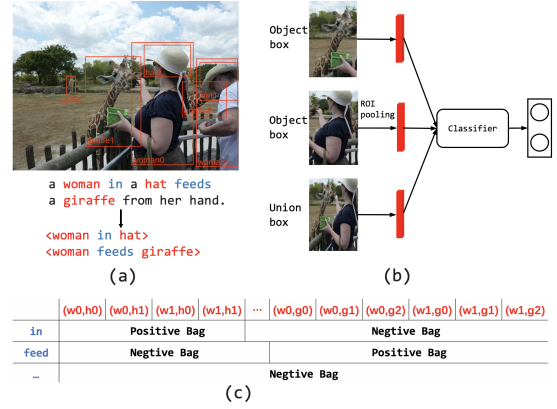 a woman in a hat feeds
a giraffe from her hand.
<woman in hat>
<woman feeds giraffe>
(a)
Object
box
Object
box
Union
box
ROI
pooling
Classifier
(b)
woman0
(w0,h0) (w0,h1) (w1,h0) (w1,h1) ... (w0,g0) (w0,g1) (w0,g2) (w1,g0) (w1,g1) (w1,g2)
in Positive Bag Negtive Bag
feed Negtive Bag Positive Bag
… Negtive Bag
(c)